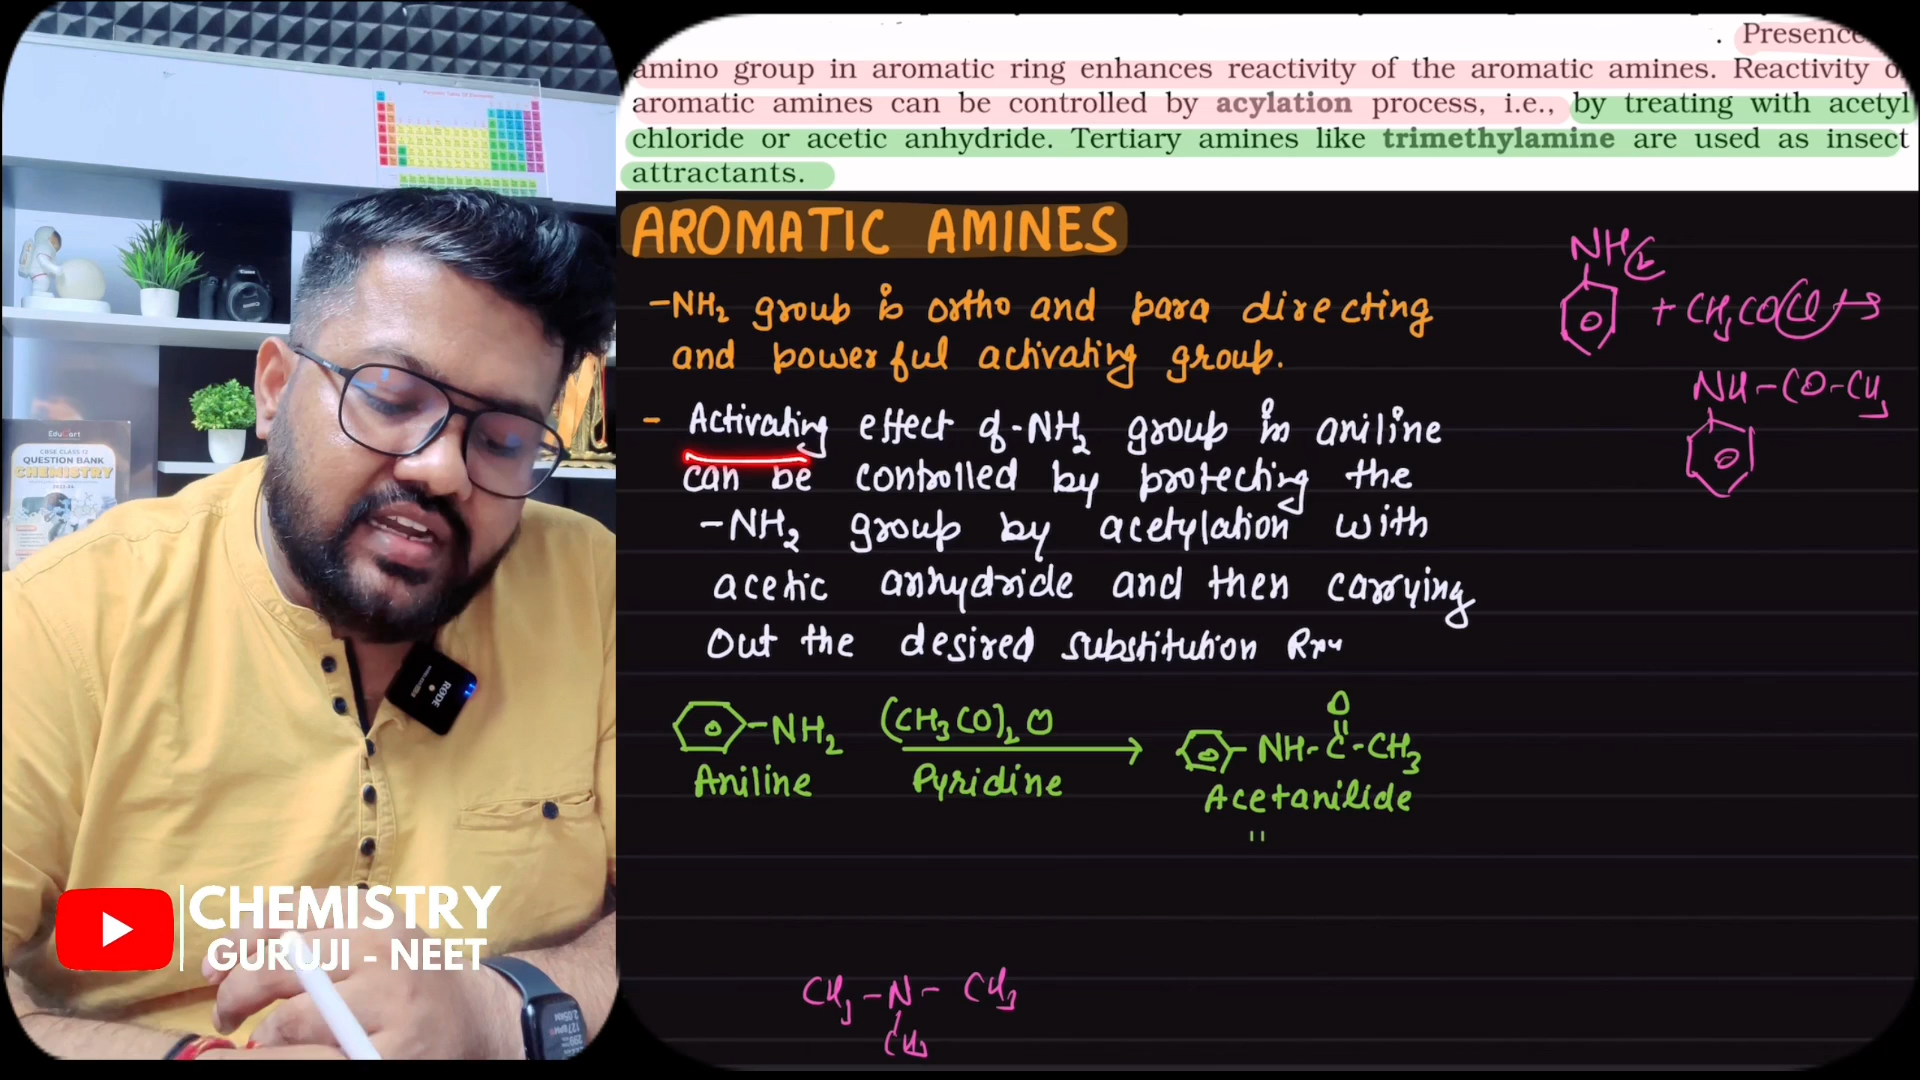 . Presence
amino group in aromatic ring enhances reactivity of the aromatic amines. Reactivity o
aromatic amines can be controlled by acylation process, i.e., by treating with acetyl
chloride or acetic anhydride. Tertiary amines like trimethylamine are used as insect
attractants.
AROMATIC AMINES
-NH2 group is ortho and para directing
and powerful activating group.
- Activating effect of -NH2 group in aniline
can be controlled by protecting the
-NH2 group by acetylation with
acetic anhydride and then carrying
Out the desired substitution Rxn
NH2
+ CH3COCl →
NH-CO-CH3
-NH2 (CH3CO)2O → -NH-C-CH3
O
Aniline Pyridine Acetanilide
"
CH3-N-CH3
CH3
EduCart
CBSE CLASS 12
QUESTION BANK
CHEMISTRY
RØDE
CHEMISTRY
GURUJI - NEET